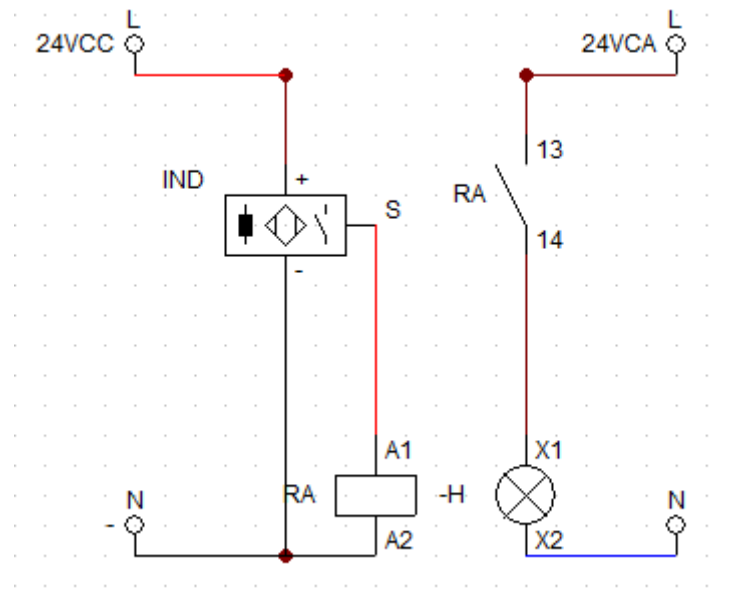 L
24VCC
L
24VCA
IND
+
S
-
13
RA
14
A1
RA
A2
X1
-H
X2
N
-
N